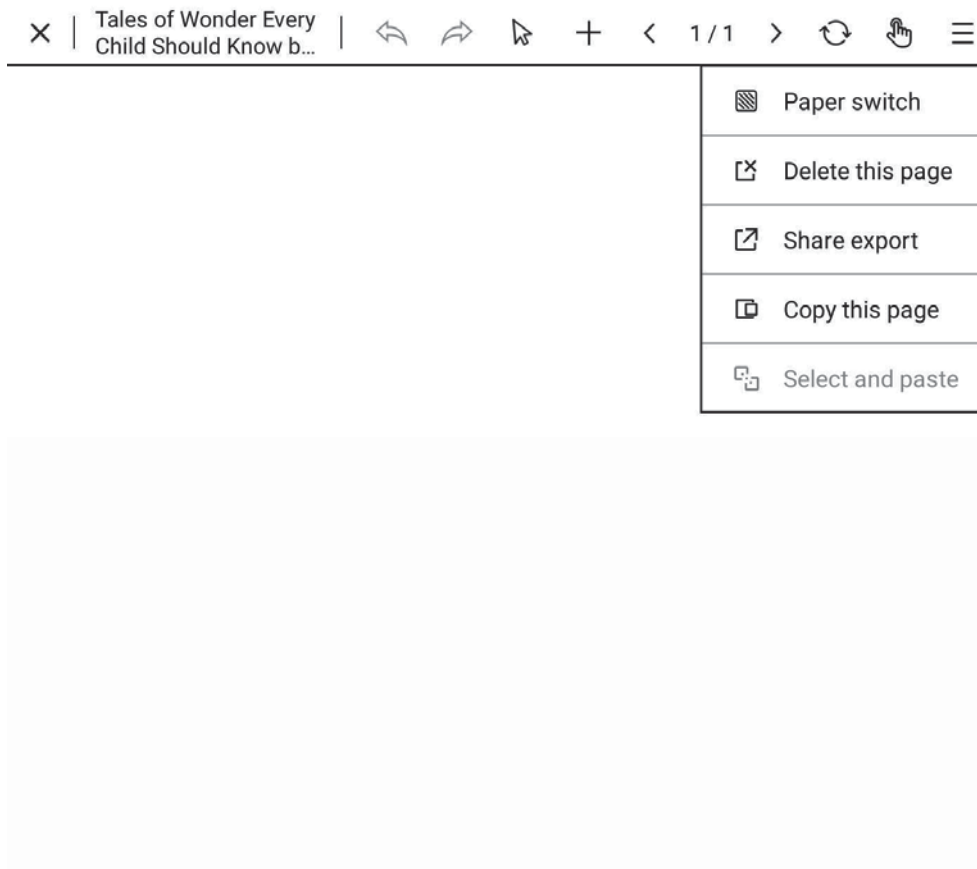 Tales of Wonder Every
Child Should Know b...
1 / 1
Paper switch
Delete this page
Share export
Copy this page
Select and paste